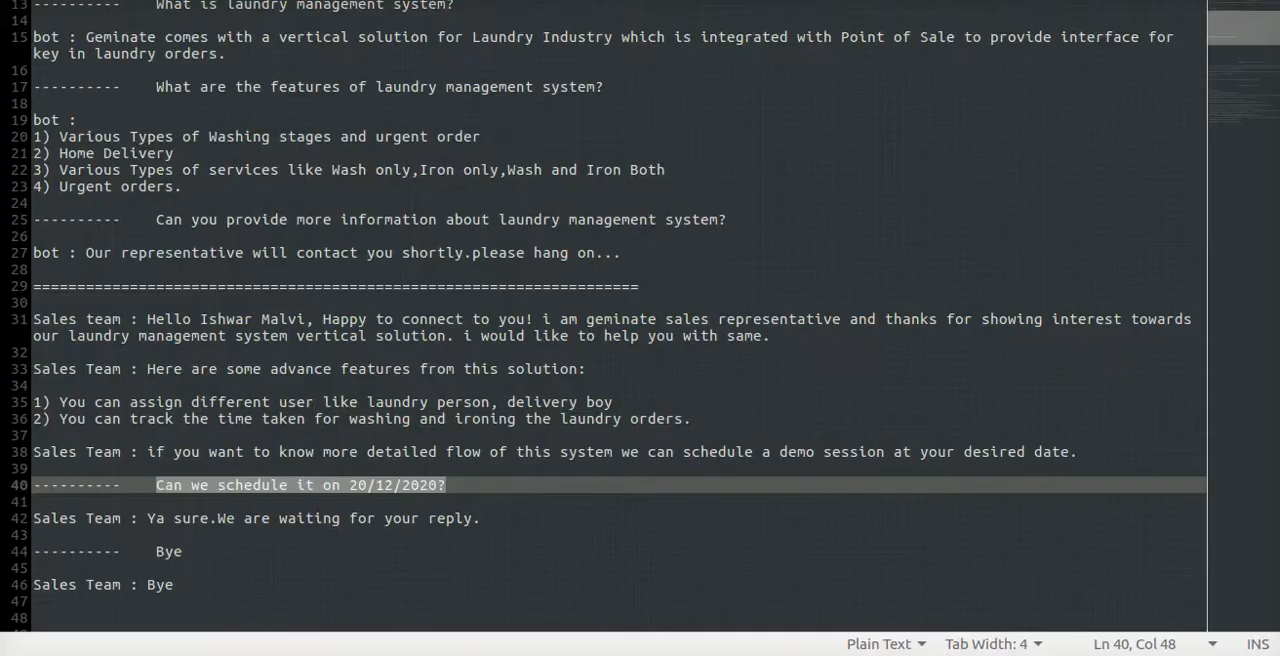 13 ---------- What is laundry management system?
14
15 bot : Geminate comes with a vertical solution for Laundry Industry which is integrated with Point of Sale to provide interface for
key in laundry orders.
16
17 ---------- What are the features of laundry management system?
18
19 bot :
20 1) Various Types of Washing stages and urgent order
21 2) Home Delivery
22 3) Various Types of services like Wash only,Iron only,Wash and Iron Both
23 4) Urgent orders.
24
25 ---------- Can you provide more information about laundry management system?
26
27 bot : Our representative will contact you shortly.please hang on...
28
29 =====================================================================
30
31 Sales team : Hello Ishwar Malvi, Happy to connect to you! i am geminate sales representative and thanks for showing interest towards
our laundry management system vertical solution. i would like to help you with same.
32
33 Sales Team : Here are some advance features from this solution:
34
35 1) You can assign different user like laundry person, delivery boy
36 2) You can track the time taken for washing and ironing the laundry orders.
37
38 Sales Team : if you want to know more detailed flow of this system we can schedule a demo session at your desired date.
39
40 ---------- Can we schedule it on 20/12/2020?
41
42 Sales Team : Ya sure.We are waiting for your reply.
43
44 ---------- Bye
45
46 Sales Team : Bye
47
48
Plain Text Tab Width: 4 Ln 40, Col 48 INS